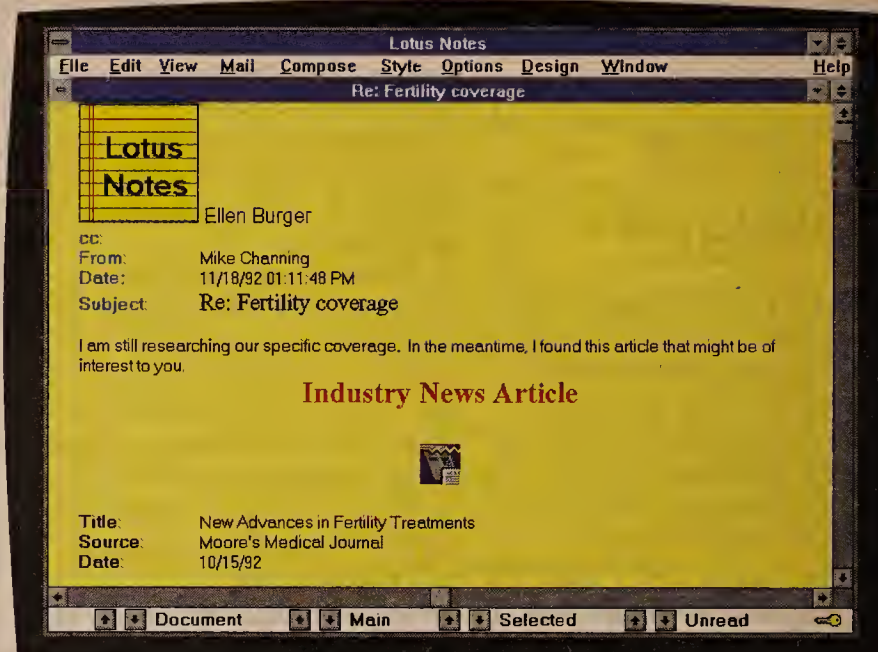 Lotus Notes
File Edit View Mail Compose Style Options Design Window Help
Re: Fertility coverage
Lotus
Notes
Ellen Burger
cc:
From: Mike Channing
Date: 11/18/92 01:11:48 PM
Subject: Re: Fertility coverage
I am still researching our specific coverage. In the meantime, I found this article that might be of
interest to you.
Industry News Article
Title: New Advances in Fertility Treatments
Source: Moore's Medical Journal
Date: 10/15/92
Document Main Selected Unread